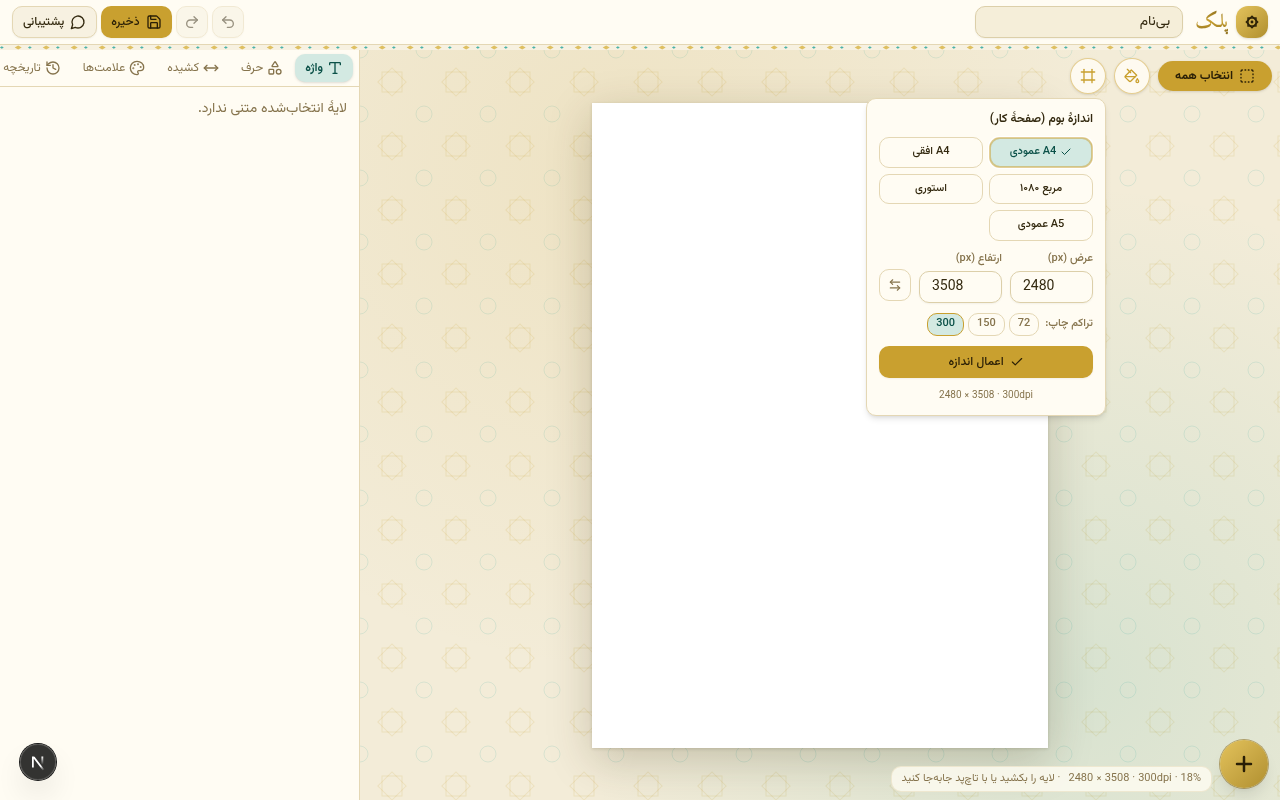 پلک
بی‌نام
ذخیره
پشتیبانی
انتخاب همه
واژه
حرف
کشیده
علامت‌ها
تاریخچه
لایهٔ انتخاب‌شده متنی ندارد.
اندازهٔ بوم (صفحهٔ کار)
A4 عمودی
A4 افقی
مربع ۱۰۸۰
استوری
A5 عمودی
عرض (px)
ارتفاع (px)
2480
3508
تراکم چاپ:
72
150
300
اعمال اندازه
2480 × 3508 · 300dpi
2480 × 3508 · 300dpi · 18% · لایه را بکشید یا با تاچ‌پد جابه‌جا کنید
N